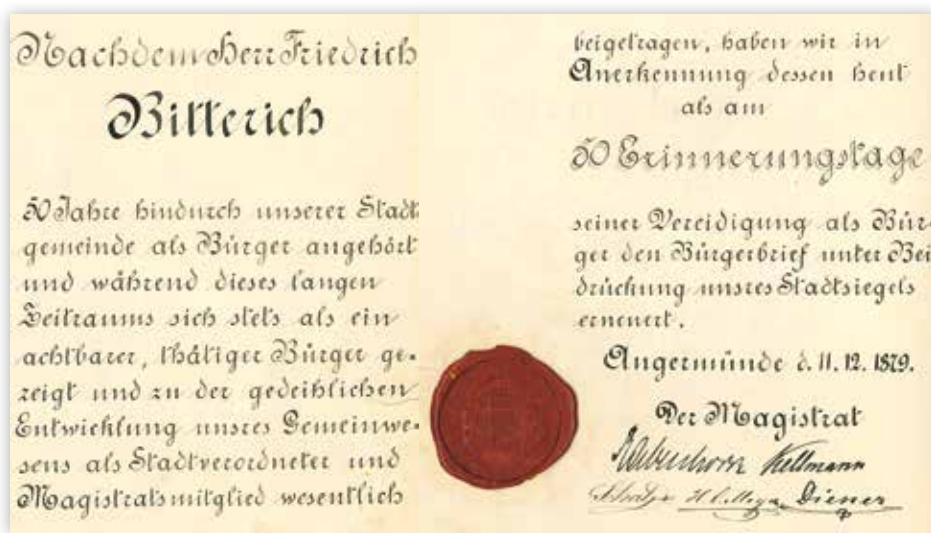 Nachdem Herr Friedrich
Bitterich
50 Jahre hindurch unserer Stadt
gemeinde als Bürger angehört
und während dieses langen
Zeitraums sich stets als ein
achtbarer, thätiger Bürger ge-
zeigt und zu der gedeihlichen
Entwicklung unsres Gemeinwe-
sens als Stadtverordneter und
Magistratsmitglied wesentlich
beigetragen, haben wir in
Anerkennung dessen heut
als am
50 Erinnerungstage
seiner Vereidigung als Bür-
ger den Bürgerbrief unter Bei
drückung unsres Stadtsiegels
erneuert.
Angermünde d. 11. 12. 1879.
Der Magistrat
Kellmann
Diener